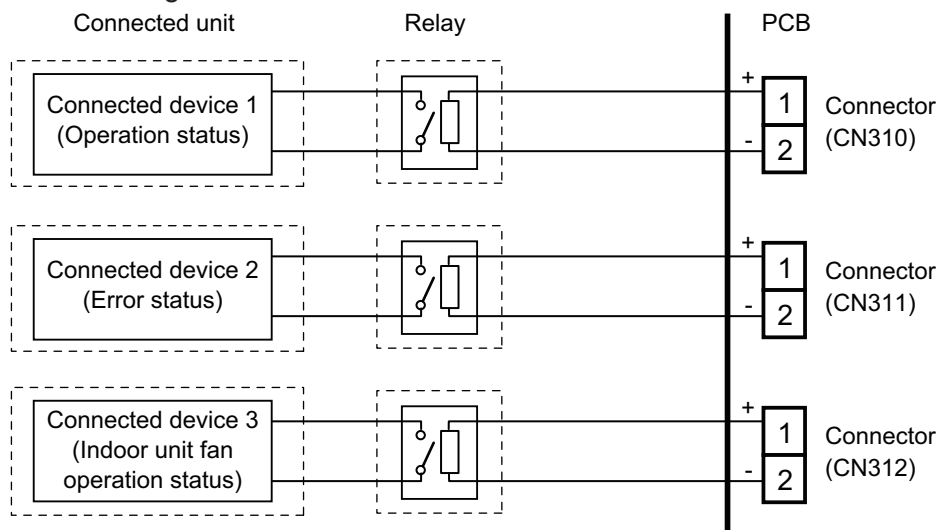 Connected unit Relay PCB
Connected device 1
(Operation status)
+
-
1
2
Connector
(CN310)
Connected device 2
(Error status)
+
-
1
2
Connector
(CN311)
Connected device 3
(Indoor unit fan
operation status)
+
-
1
2
Connector
(CN312)